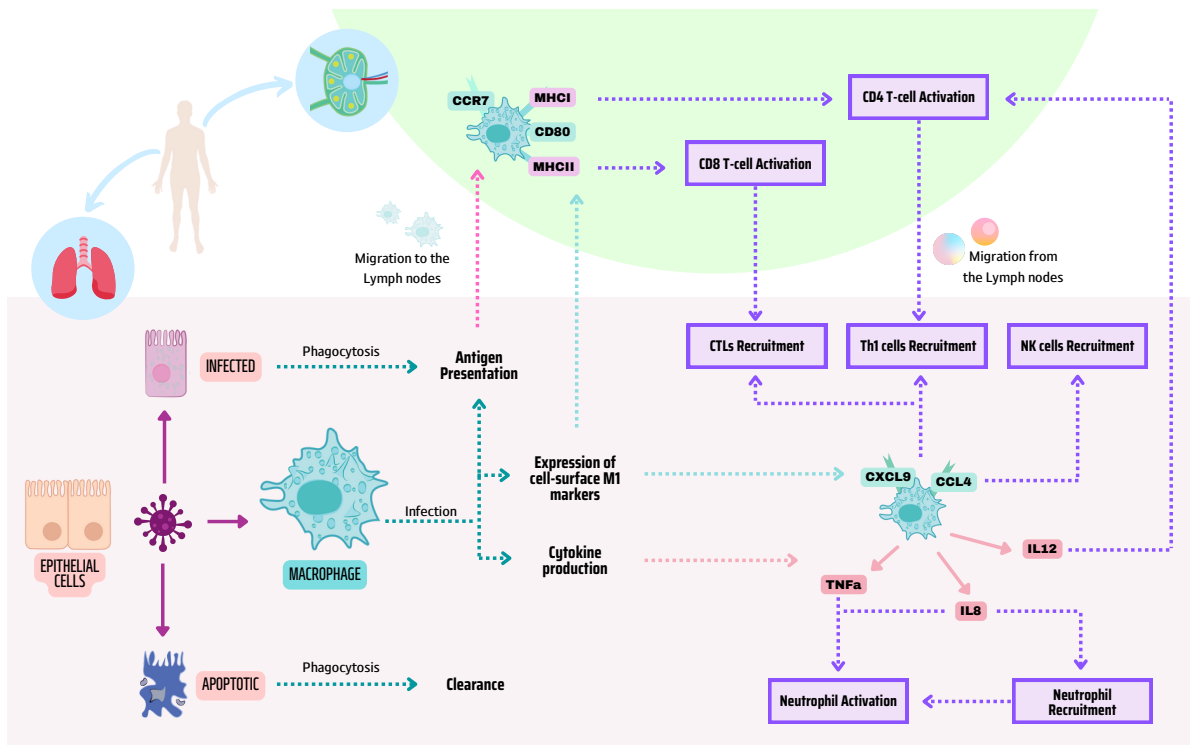 CCR7
MHCI
CD80
MHCII
CD4 T-cell Activation
CD8 T-cell Activation
Migration to the
Lymph nodes
Migration from
the Lymph nodes
INFECTED
Phagocytosis
Antigen
Presentation
CTLs Recruitment
Th1 cells Recruitment
NK cells Recruitment
EPITHELIAL
CELLS
MACROPHAGE
Infection
Expression of
cell-surface M1
markers
Cytokine
production
CXCL9
CCL4
IL12
TNFa
IL8
APOPTOTIC
Phagocytosis
Clearance
Neutrophil Activation
Neutrophil
Recruitment